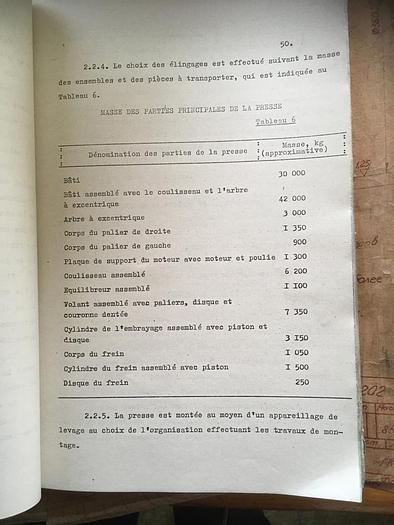 50.
2.2.4. Le choix des élingages est effectué suivant la masse
des ensembles et des pièces à transporter, qui est indiquée au
Tableau 6.
MASSE DES PARTIES PRINCIPALES DE LA PRESSE
Tableau 6
Dénomination des parties de la presse : Masse, kg
(approximative)
Bâti 30 000
Bâti assemblé avec le coulisseau et l'arbre
à excentrique 42 000
Arbre à excentrique 3 000
Corps du palier de droite I 350
Corps du palier de gauche 900
Plaque de support du moteur avec moteur et poulie I 300
Coulisseau assemblé 6 200
Equilibreur assemblé I I00
Volant assemblé avec paliers, disque et
couronne dentée 7 350
Cylindre de l'embrayage assemblé avec piston et
disque 3 I50
Corps du frein I 050
Cylindre du frein assemblé avec piston I 500
Disque du frein 250
2.2.5. La presse est montée au moyen d'un appareillage de
levage au choix de l'organisation effectuant les travaux de mon-
tage.
202